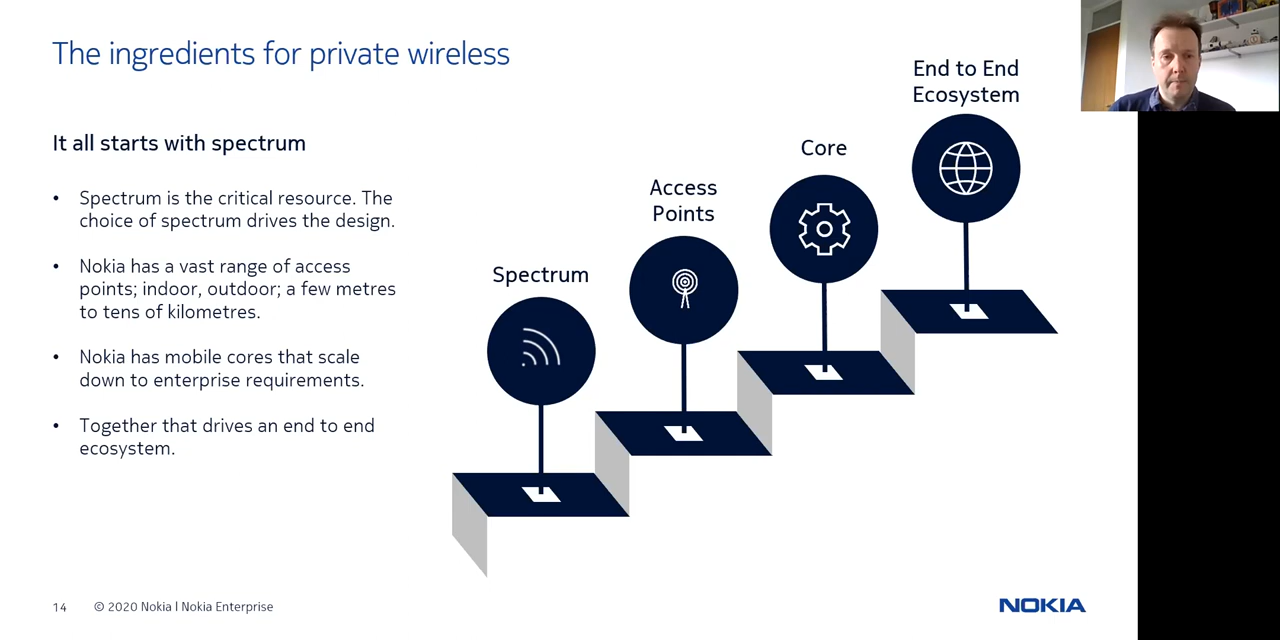 The ingredients for private wireless
It all starts with spectrum
• Spectrum is the critical resource. The
choice of spectrum drives the design.
• Nokia has a vast range of access
points; indoor, outdoor; a few metres
to tens of kilometres.
• Nokia has mobile cores that scale
down to enterprise requirements.
• Together that drives an end to end
ecosystem.
Spectrum
Access
Points
Core
End to End
Ecosystem
14 © 2020 Nokia I Nokia Enterprise
NOKIA